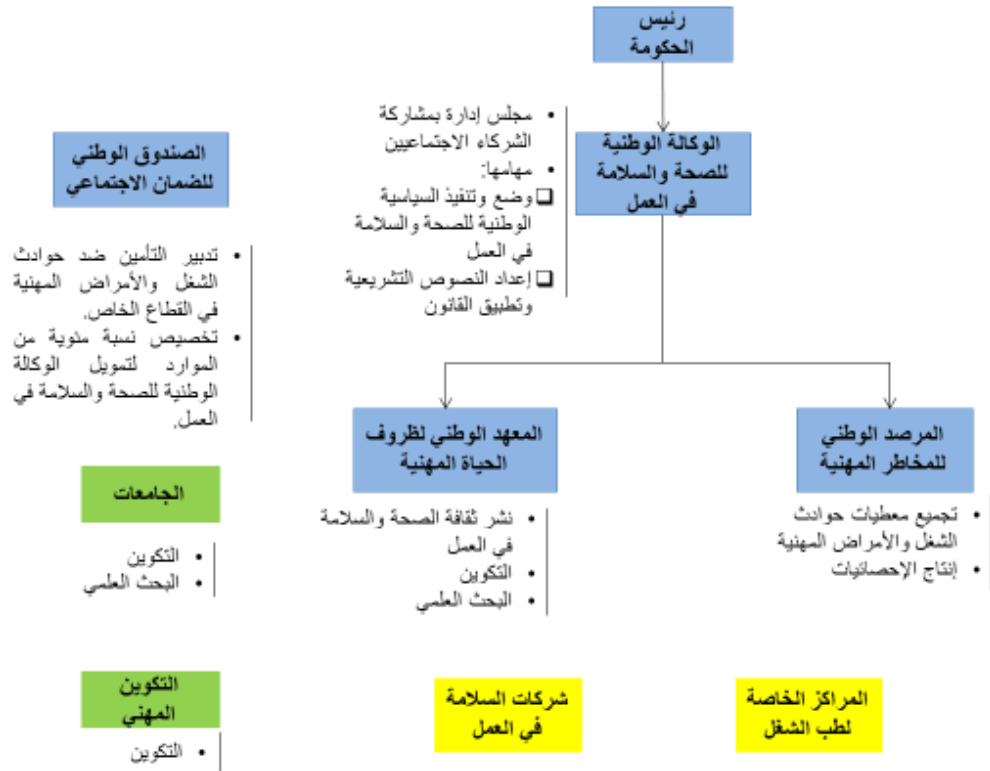 رئيس
الحكومة
الوكالة الوطنية
للصحة والسلامة
في العمل
• مجلس إدارة بمشاركة
الشركاء الاجتماعيين
• مهامها:
❑ وضع وتنفيذ السياسية
الوطنية للصحة والسلامة
في العمل
❑ إعداد النصوص التشريعية
وتطبيق القانون
الصندوق الوطني
للضمان الاجتماعي
• تدبير التأمين ضد حوادث
الشغل والأمراض المهنية
في القطاع الخاص.
• تخصيص نسبة مئوية من
الموارد لتمويل الوكالة
الوطنية للصحة والسلامة في
العمل.
المرصد الوطني
للمخاطر المهنية
• تجميع معطيات حوادث
الشغل والأمراض المهنية
• إنتاج الإحصائيات
المعهد الوطني لظروف
الحياة المهنية
• نشر ثقافة الصحة والسلامة
في العمل
• التكوين
• البحث العلمي
الجامعات
• التكوين
• البحث العلمي
المراكز الخاصة
لطب الشغل
شركات السلامة
في العمل
التكوين
المهني
• التكوين